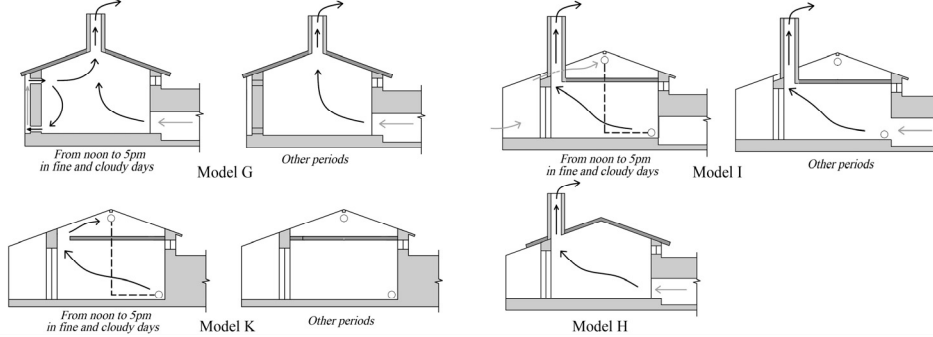 From noon to 5pm
in fine and cloudy days
Model G
Other periods
From noon to 5pm
in fine and cloudy days
Model I
Other periods
From noon to 5pm
in fine and cloudy days
Model K
Other periods
Model H